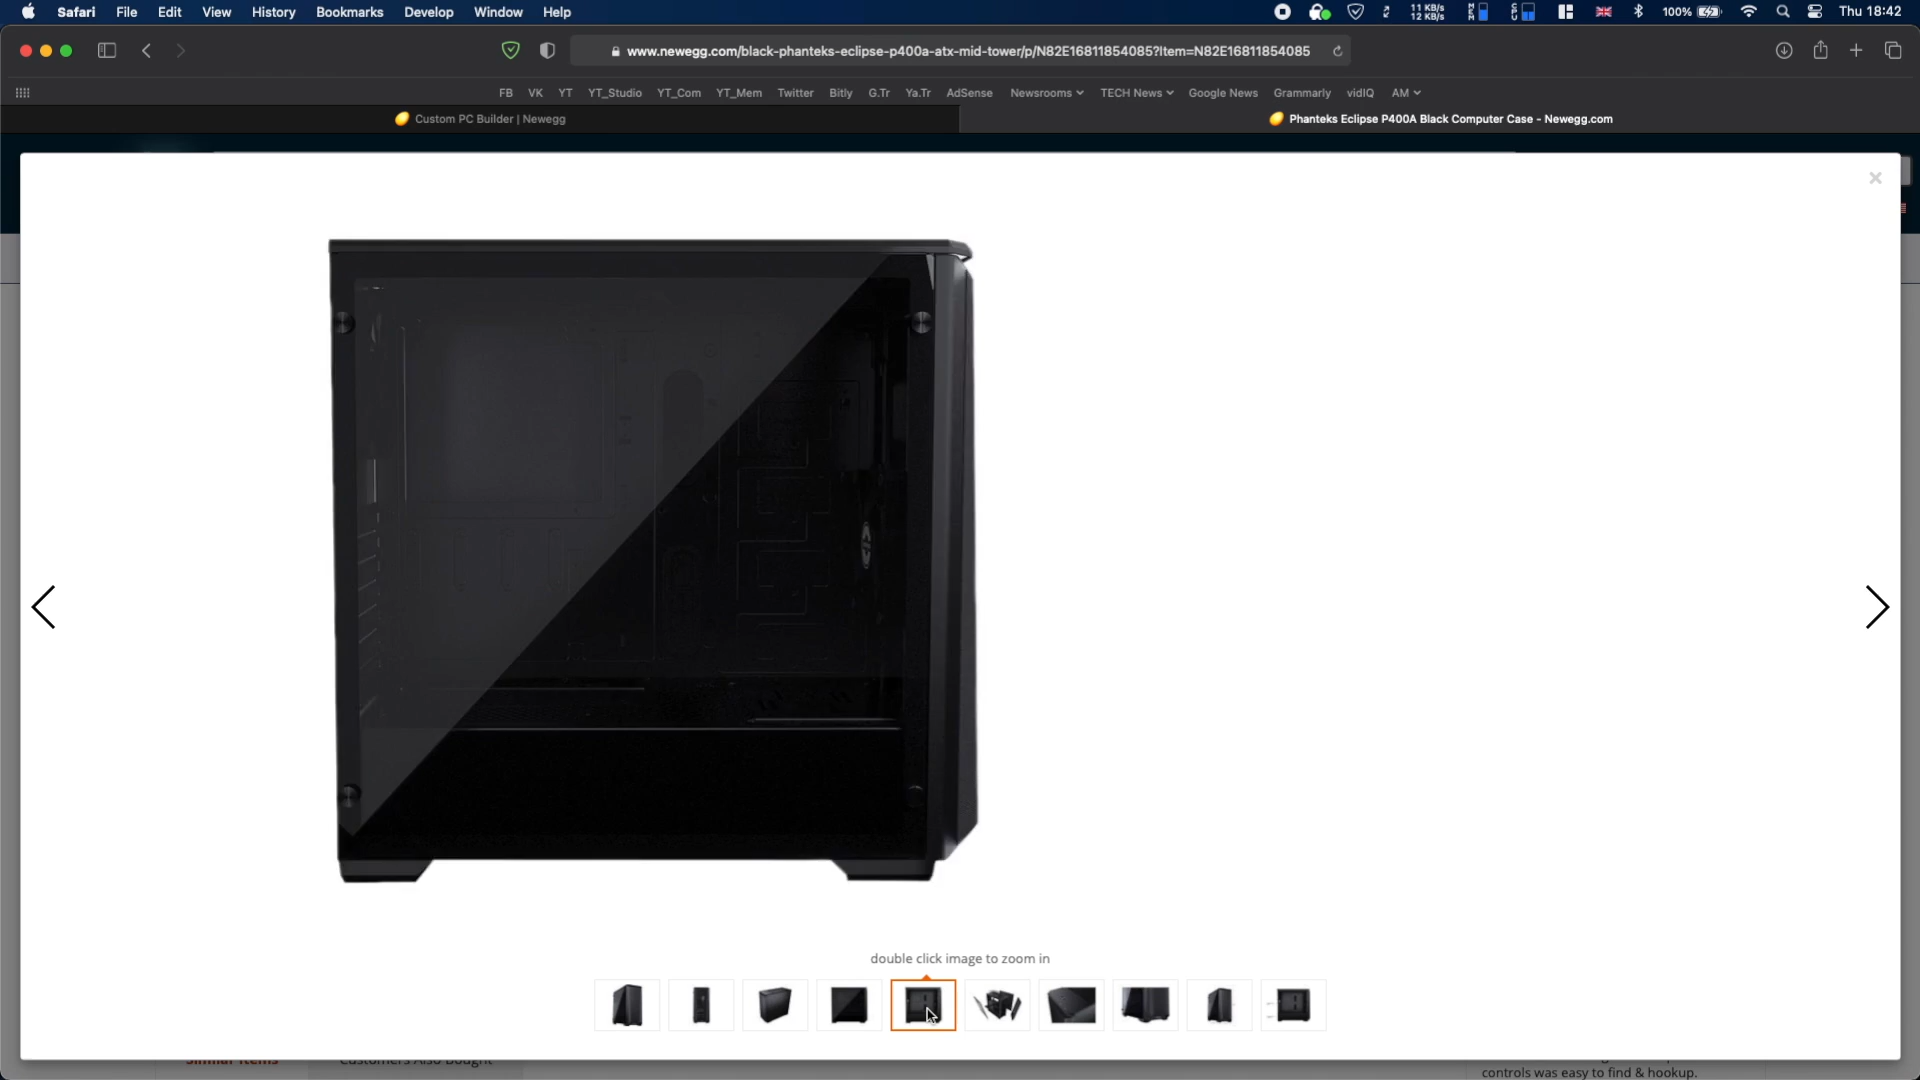 Safari File Edit View History Bookmarks Develop Window Help
11 KB/s
12 KB/s
MEM
CPU
100%
Thu 18:42
www.newegg.com/black-phanteks-eclipse-p400a-atx-mid-tower/p/N82E16811854085?Item=N82E16811854085
FB VK YT YT_Studio YT_Com YT_Mem Twitter Bitly G.Tr Ya.Tr AdSense Newsrooms TECH News Google News Grammarly vidIQ AM
Custom PC Builder | Newegg
Phanteks Eclipse P400A Black Computer Case - Newegg.com
double click image to zoom in
Similar Items
Customers Also Bought
controls was easy to find & hookup.